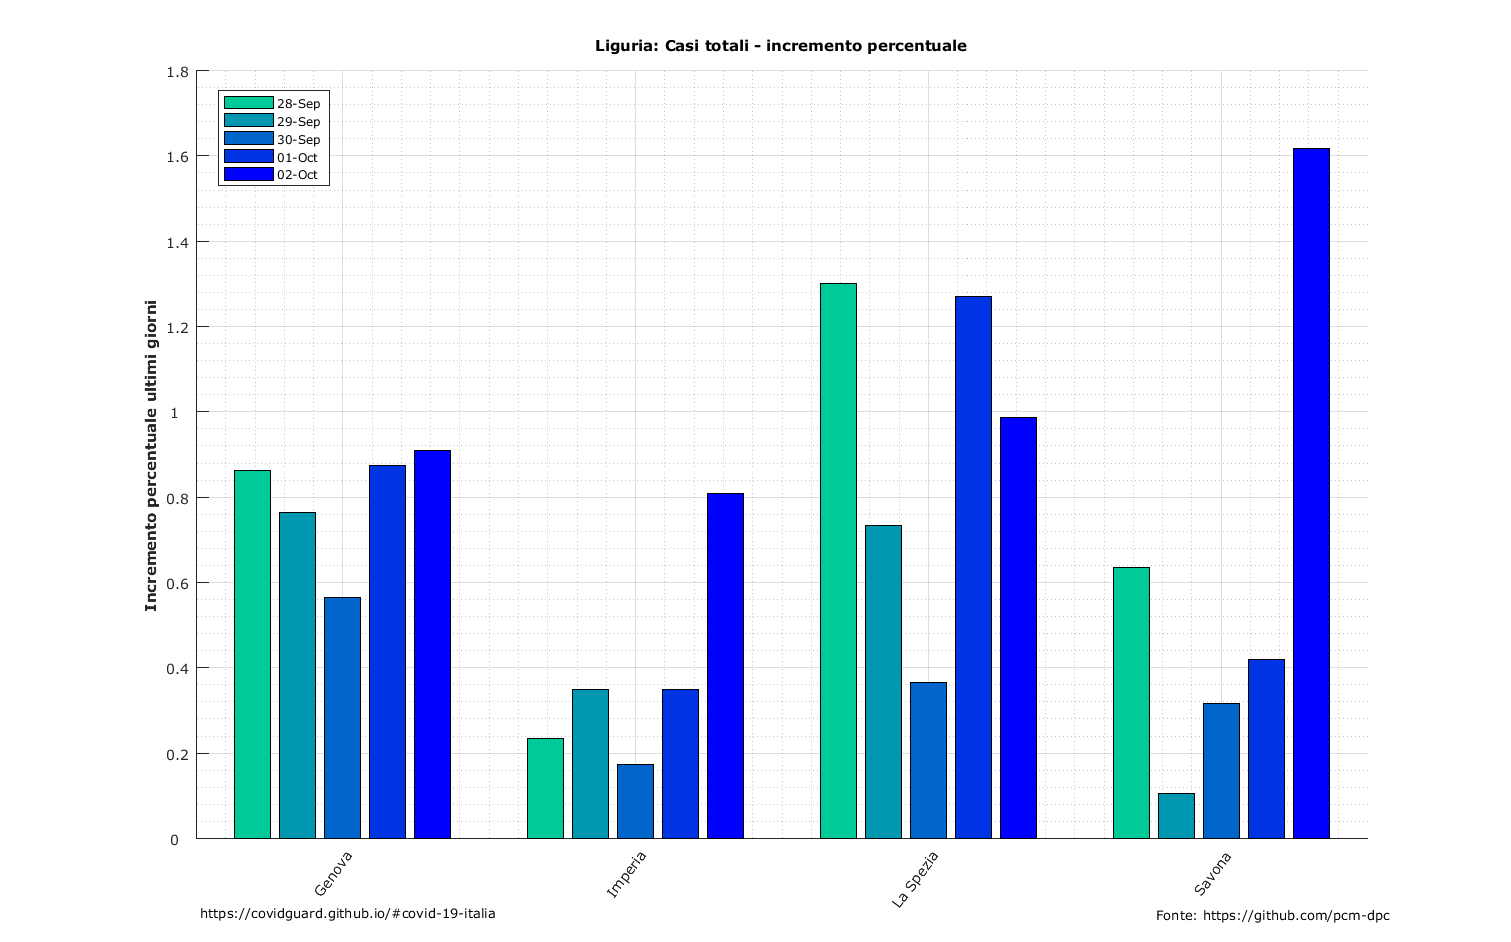 Liguria: Casi totali - incremento percentuale
1.8
1.6
1.4
1.2
1
0.8
0.6
0.4
0.2
0
Incremento percentuale ultimi giorni
28-Sep
29-Sep
30-Sep
01-Oct
02-Oct
Genova
Imperia
La Spezia
Savona
https://covidguard.github.io/#covid-19-italia
Fonte: https://github.com/pcm-dpc